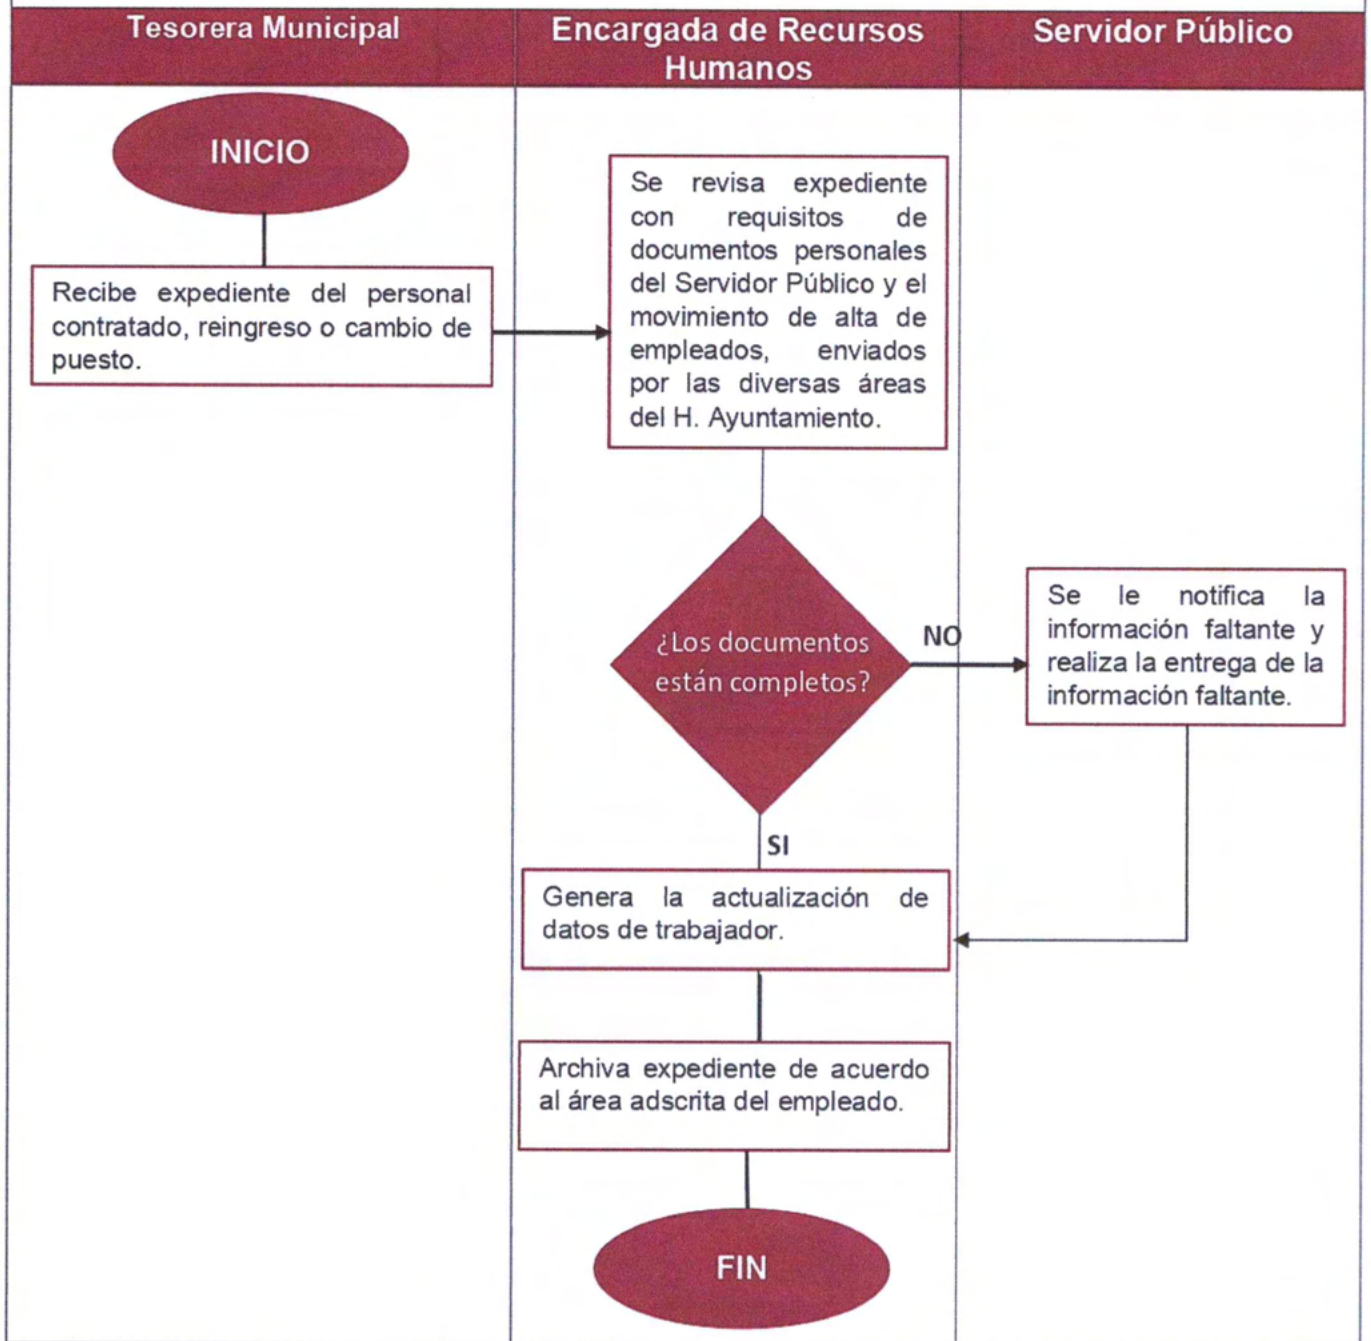 Tesorera Municipal
Encargada de Recursos
Humanos
Servidor Público
INICIO
Recibe expediente del personal
contratado, reingreso o cambio de
puesto.
Se revisa expediente
con requisitos de
documentos personales
del Servidor Público y el
movimiento de alta de
empleados, enviados
por las diversas áreas
del H. Ayuntamiento.
¿Los documentos
están completos?
NO
Se le notifica la
información faltante y
realiza la entrega de la
información faltante.
SI
Genera la actualización de
datos de trabajador.
Archiva expediente de acuerdo
al área adscrita del empleado.
FIN